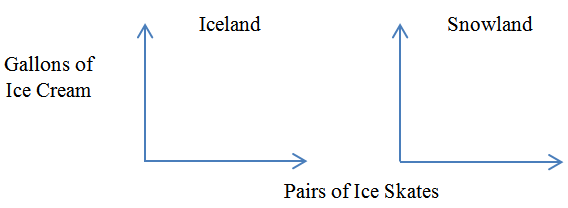 Iceland
Snowland
Gallons of
Ice Cream
Pairs of Ice Skates